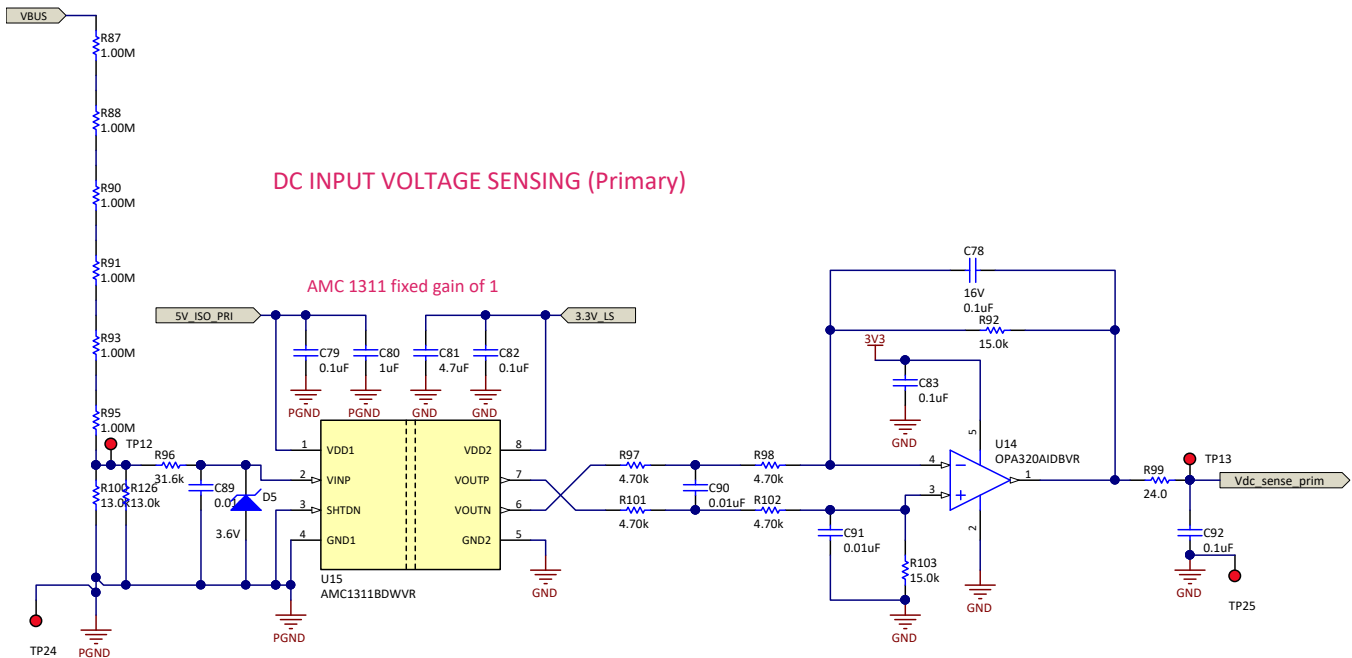 VBUS
R87
1.00M
R88
1.00M
R90
1.00M
R91
1.00M
R93
1.00M
R95
1.00M
DC INPUT VOLTAGE SENSING (Primary)
AMC 1311 fixed gain of 1
5V_ISO_PRI
3.3V_LS
C79
0.1uF
C80
1uF
C81
4.7uF
C82
0.1uF
PGND
PGND
GND
GND
TP12
R96
31.6k
R100
13.0k
R126
13.0k
C89
0.01
D5
3.6V
1
2
3
4
VDD1
VINP
SHTDN
GND1
VDD2
VOUTP
VOUTN
GND2
8
7
6
5
U15
AMC1311BDWVR
TP24
PGND
PGND
GND
R97
4.70k
R101
4.70k
C90
0.01uF
R98
4.70k
R102
4.70k
C91
0.01uF
R103
15.0k
GND
C78
16V
0.1uF
R92
15.0k
3V3
C83
0.1uF
GND
5
U14
OPA320AIDBVR
4
3
1
2
GND
R99
24.0
TP13
Vdc_sense_prim
C92
0.1uF
GND
TP25